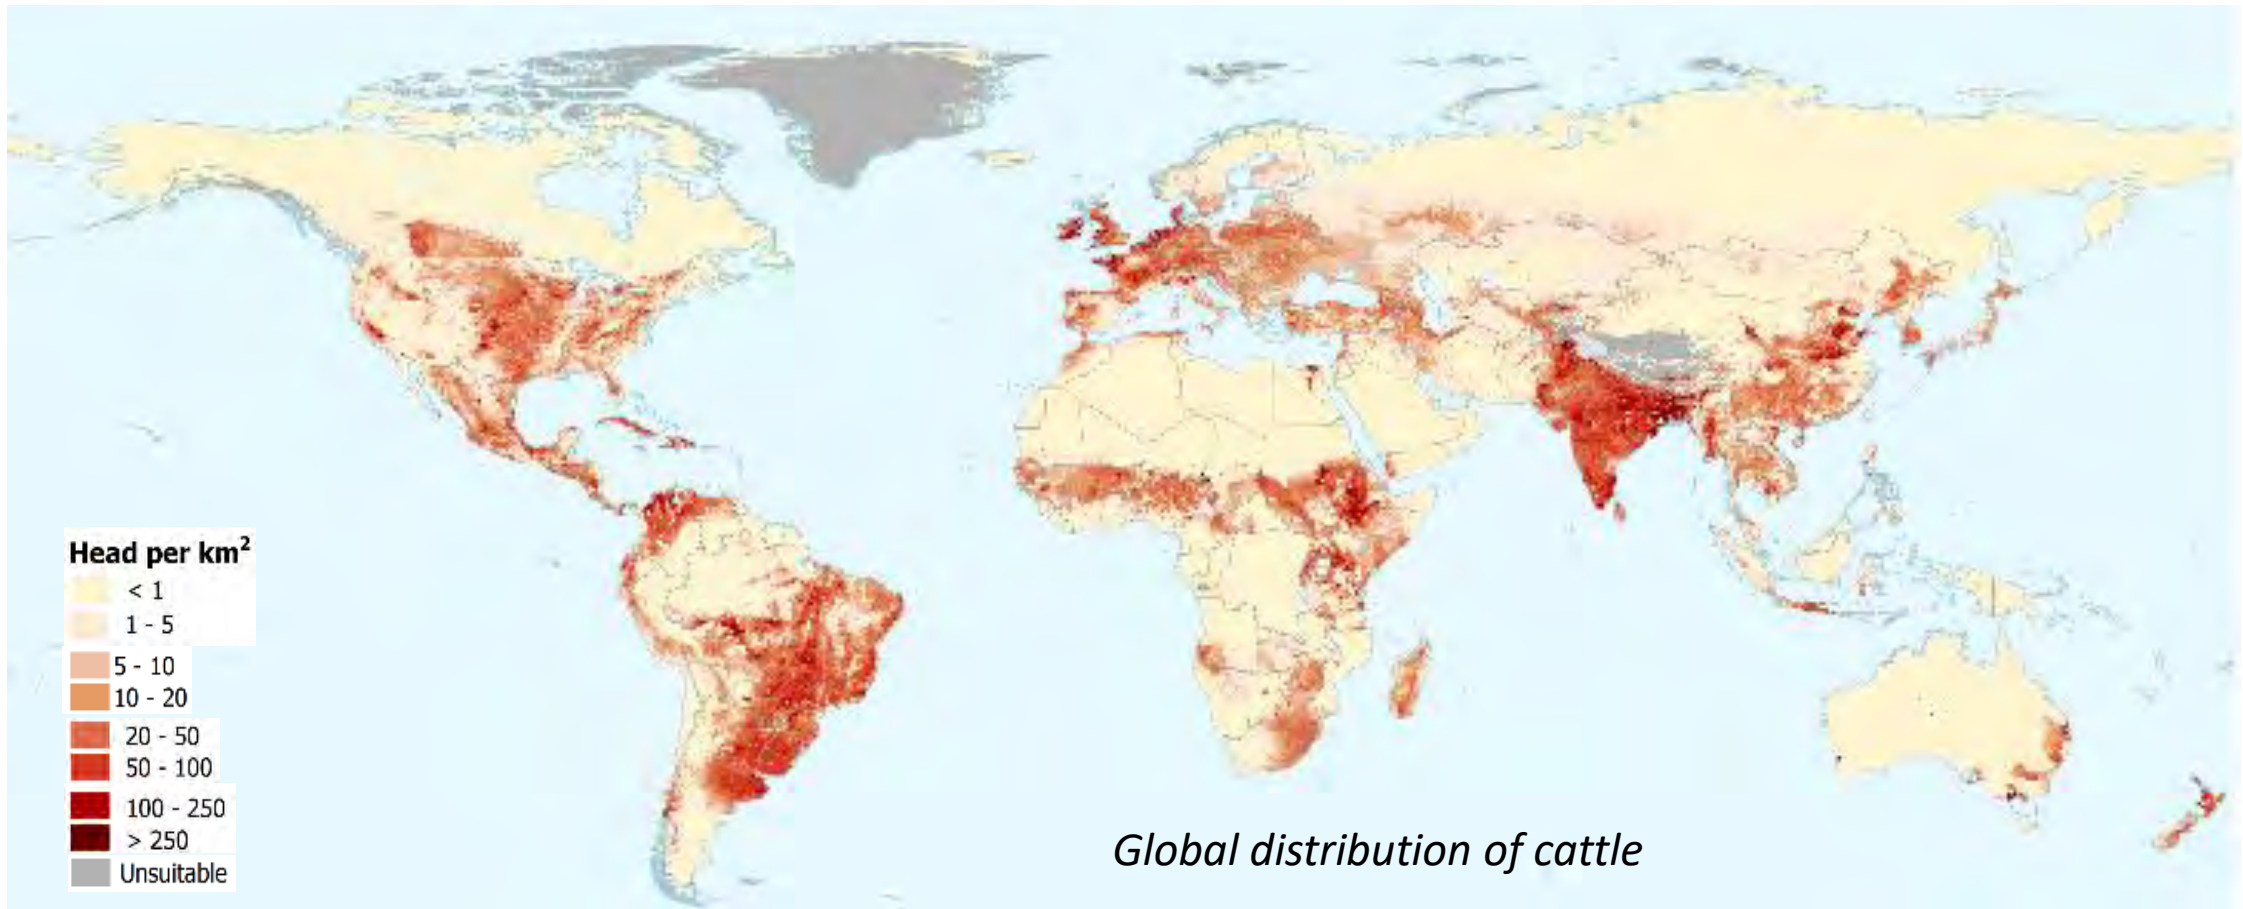 Head per km²
< 1
1 - 5
5 - 10
10 - 20
20 - 50
50 - 100
100 - 250
> 250
Unsuitable
Global distribution of cattle